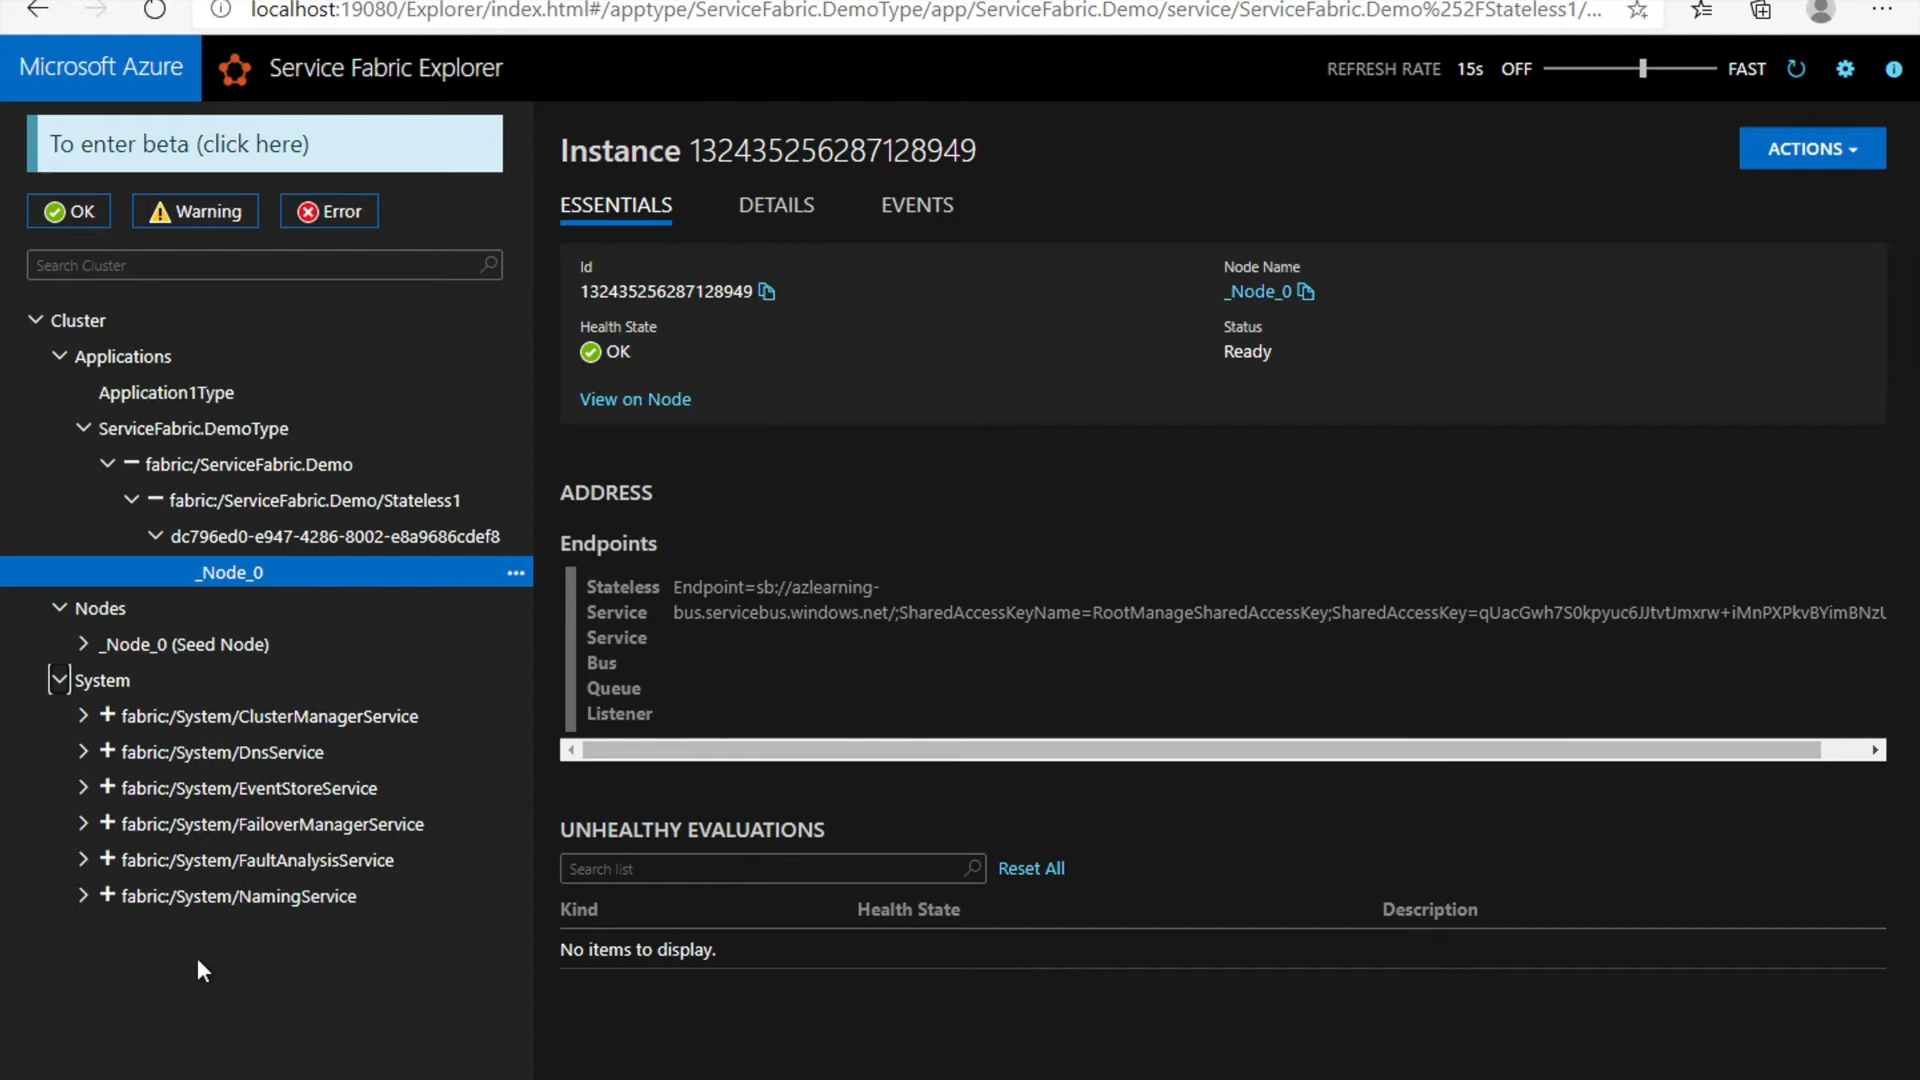 localhost:19080/Explorer/index.html#/apptype/ServiceFabric.DemoType/app/ServiceFabric.Demo/service/ServiceFabric.Demo%252FStateless1/...
Microsoft Azure
Service Fabric Explorer
REFRESH RATE 15s OFF FAST
To enter beta (click here)
OK Warning Error
Search Cluster
Cluster
Applications
Application1Type
ServiceFabric.DemoType
fabric:/ServiceFabric.Demo
fabric:/ServiceFabric.Demo/Stateless1
dc796ed0-e947-4286-8002-e8a9686cdef8
_Node_0
Nodes
_Node_0 (Seed Node)
System
fabric:/System/ClusterManagerService
fabric:/System/DnsService
fabric:/System/EventStoreService
fabric:/System/FailoverManagerService
fabric:/System/FaultAnalysisService
fabric:/System/NamingService
Instance 132435256287128949
ACTIONS
ESSENTIALS DETAILS EVENTS
Id
132435256287128949
Node Name
_Node_0
Health State
OK
Status
Ready
View on Node
ADDRESS
Endpoints
Stateless Endpoint=sb://azlearning-
Service bus.servicebus.windows.net/;SharedAccessKeyName=RootManageSharedAccessKey;SharedAccessKey=
Service
Bus
Queue
Listener
UNHEALTHY EVALUATIONS
Search list
Reset All
Kind Health State Description
No items to display.